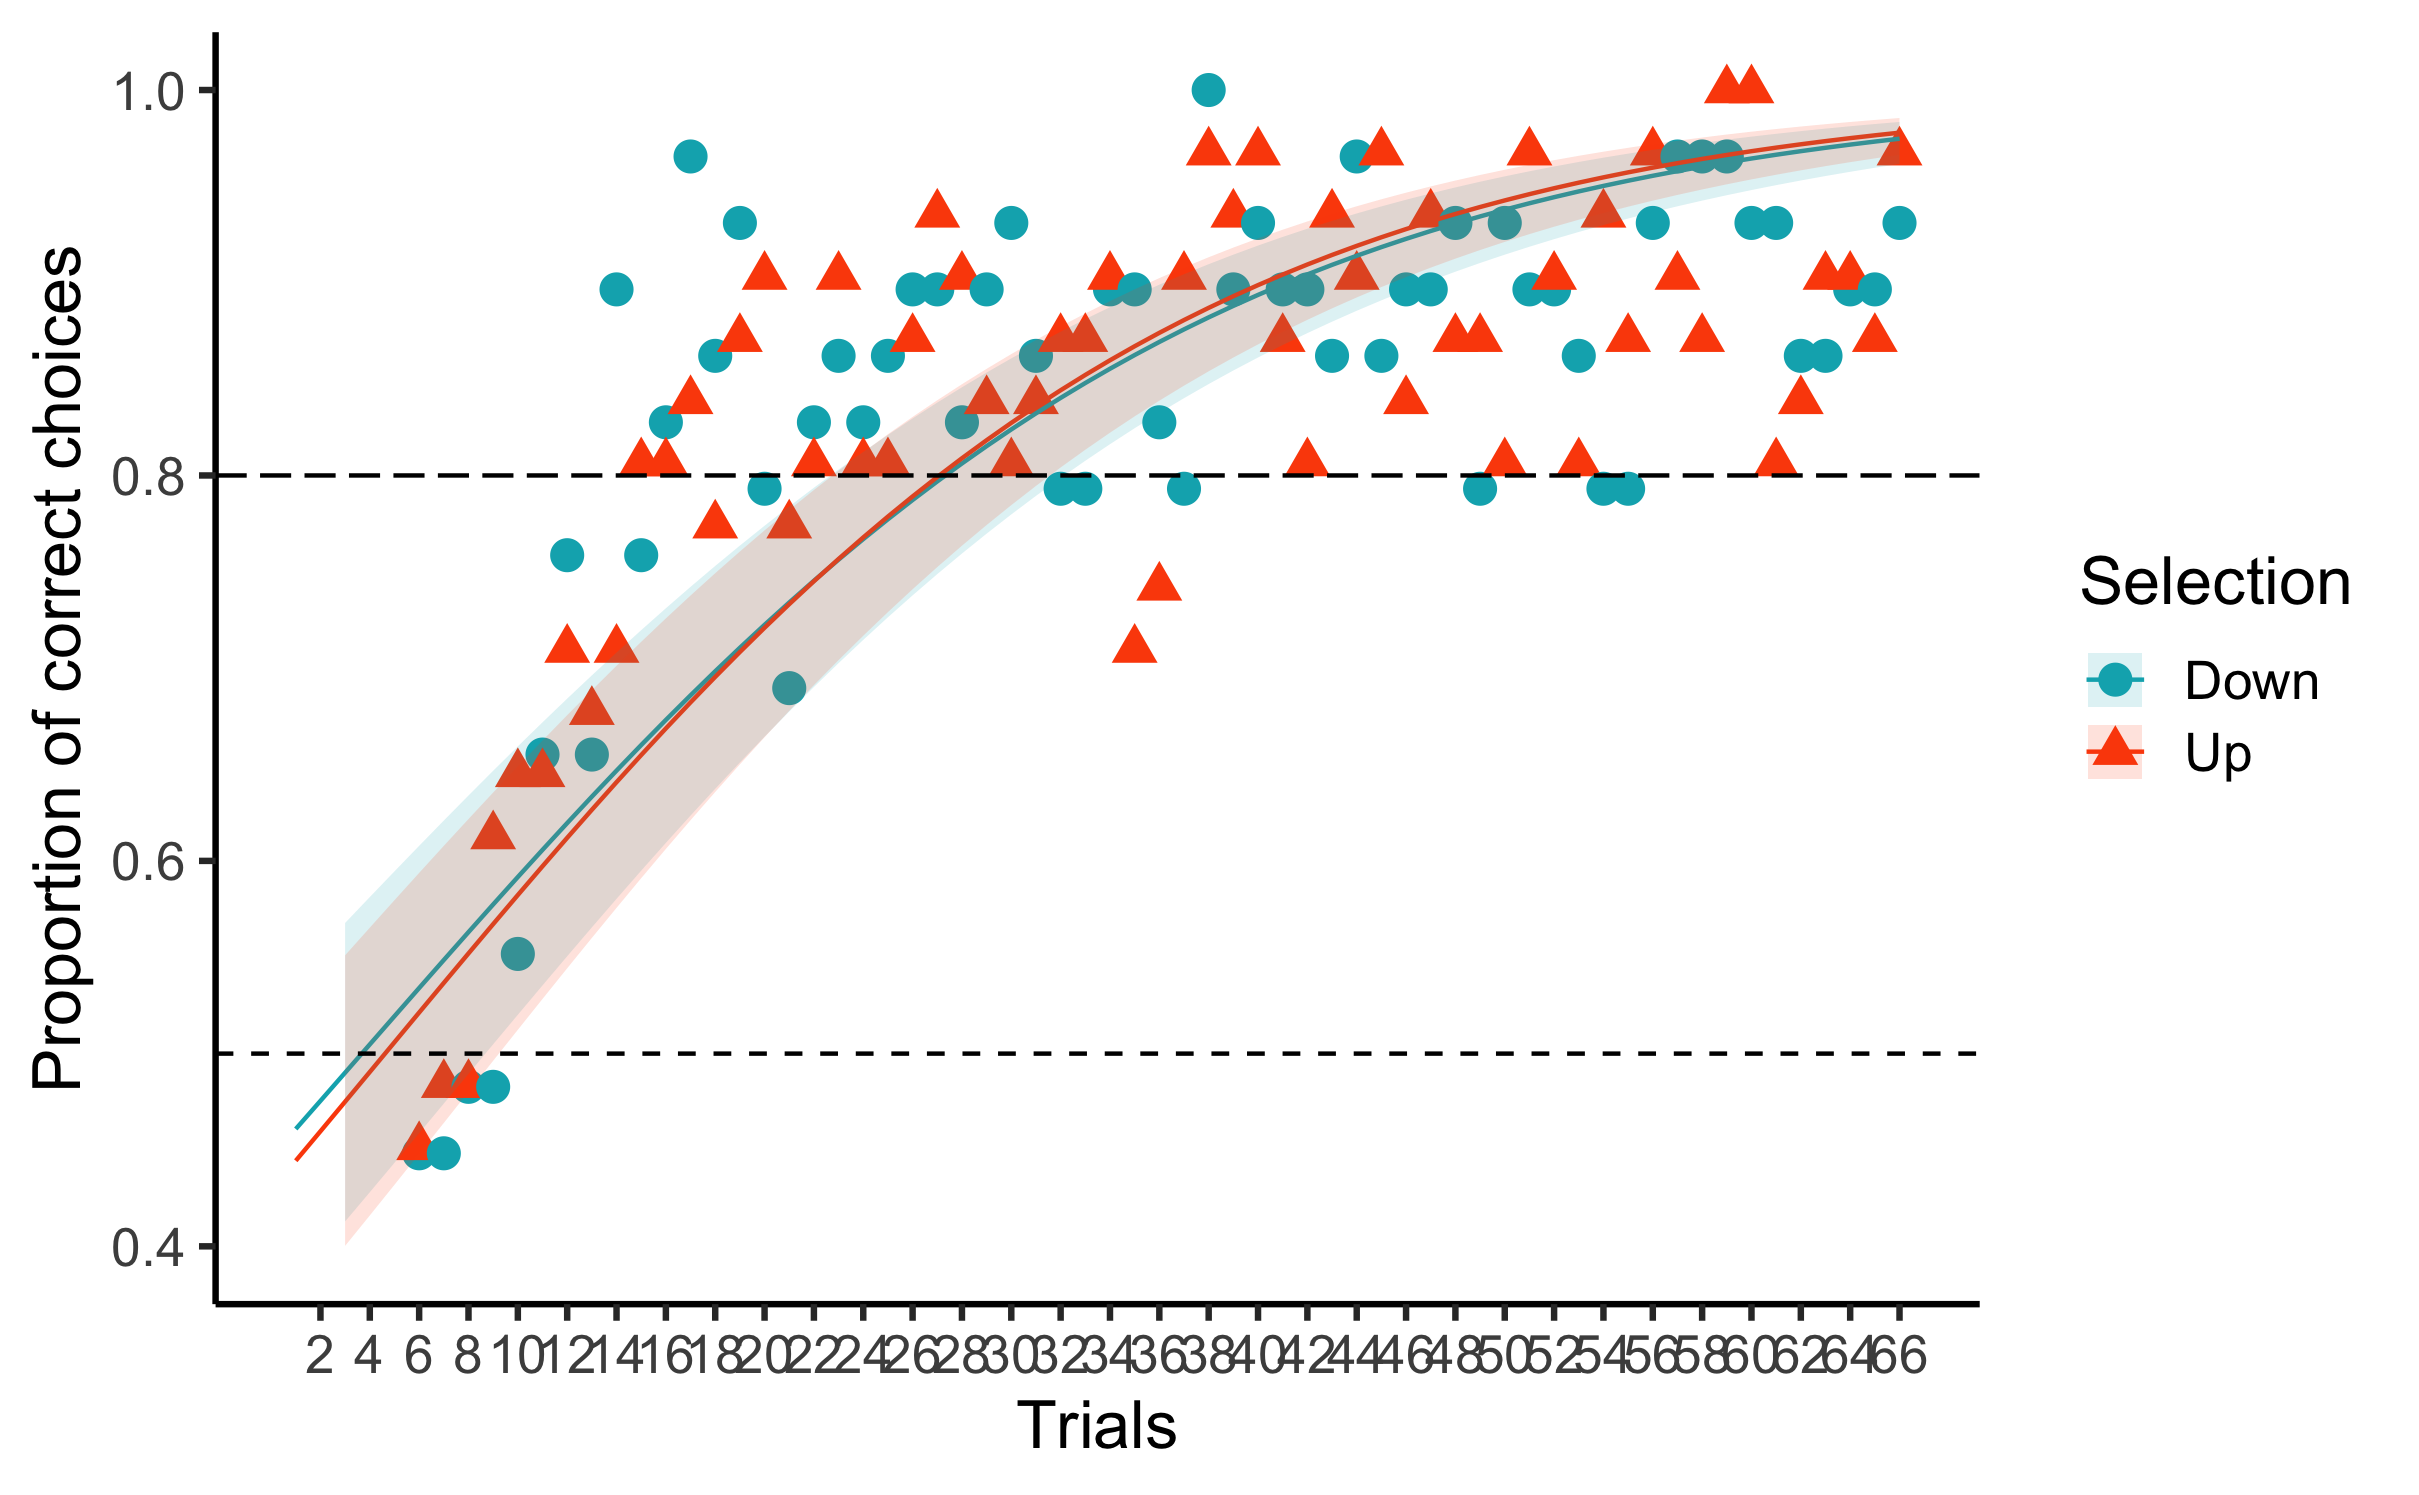 Proportion of correct choices
1.0
0.8
0.6
0.4
2 4 6 8 10 12 14 16 18 20 22 24 26 28 30 32 34 36 38 40 42 44 46 48 50 52 54 56 58 60 62 64 66
Trials
Selection
Down
Up